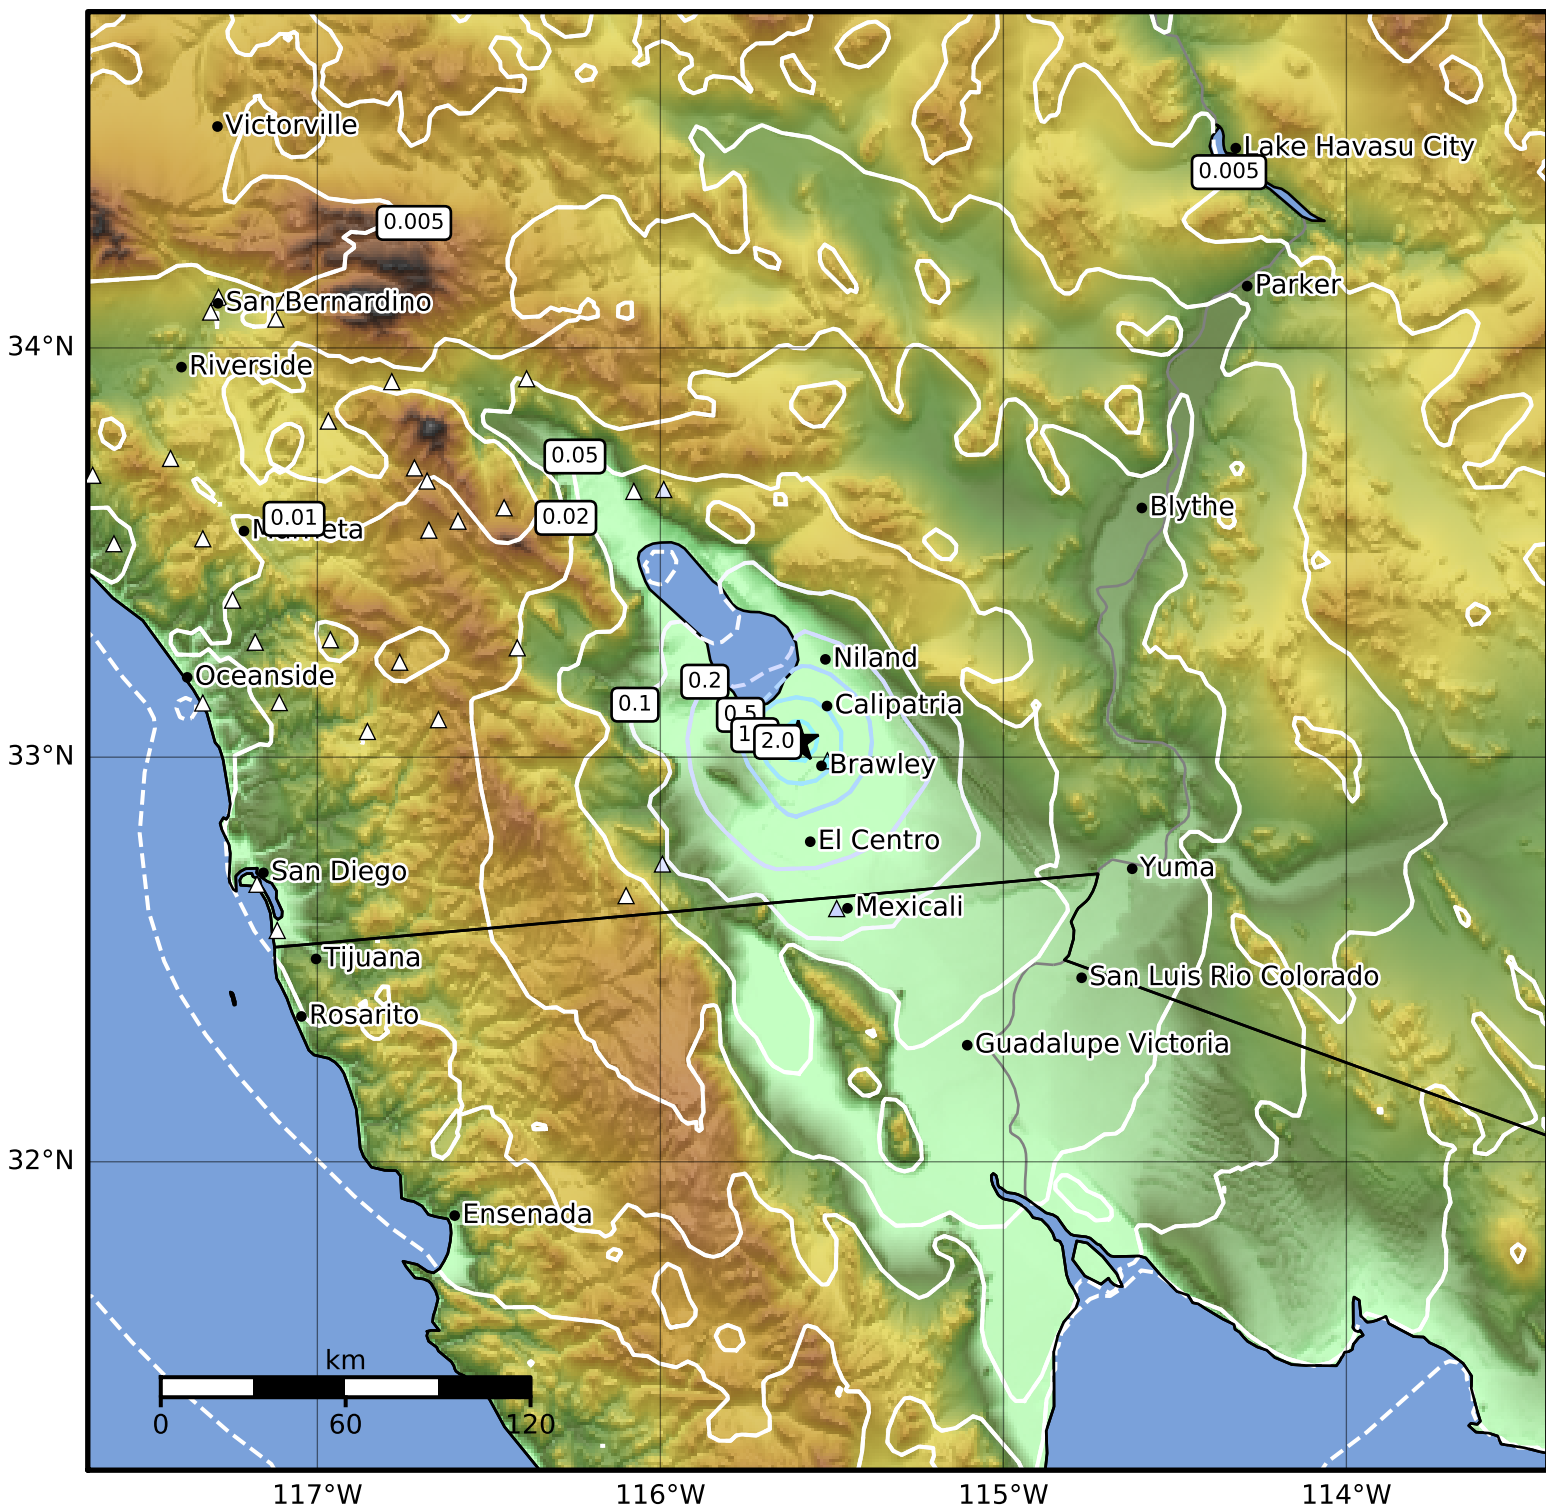 Victorville
Lake Havasu City
0.005
0.005
Parker
San Bernardino
34°N
Riverside
0.05
Blythe
0.02
0.01
Niland
Oceanside
0.2
0.1
Calipatria
0.5
2.0
33°N
Brawley
El Centro
Yuma
San Diego
Mexicali
Tijuana
San Luis Rio Colorado
Rosarito
Guadalupe Victoria
32°N
Ensenada
km
0 60 120
117°W 116°W 115°W 114°W